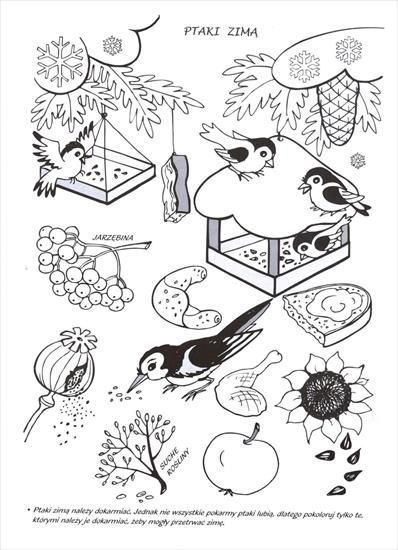 PTAKI ZIMĄ
JARZĘBINA
SUCHE
ROŚLINY
• Ptaki zimą należy dokarmiać. Jednak nie wszystkie pokarmy ptaki lubią, dlatego pokoloruj tylko te,
którymi należy je dokarmiać, żeby mogły przetrwać zimę.